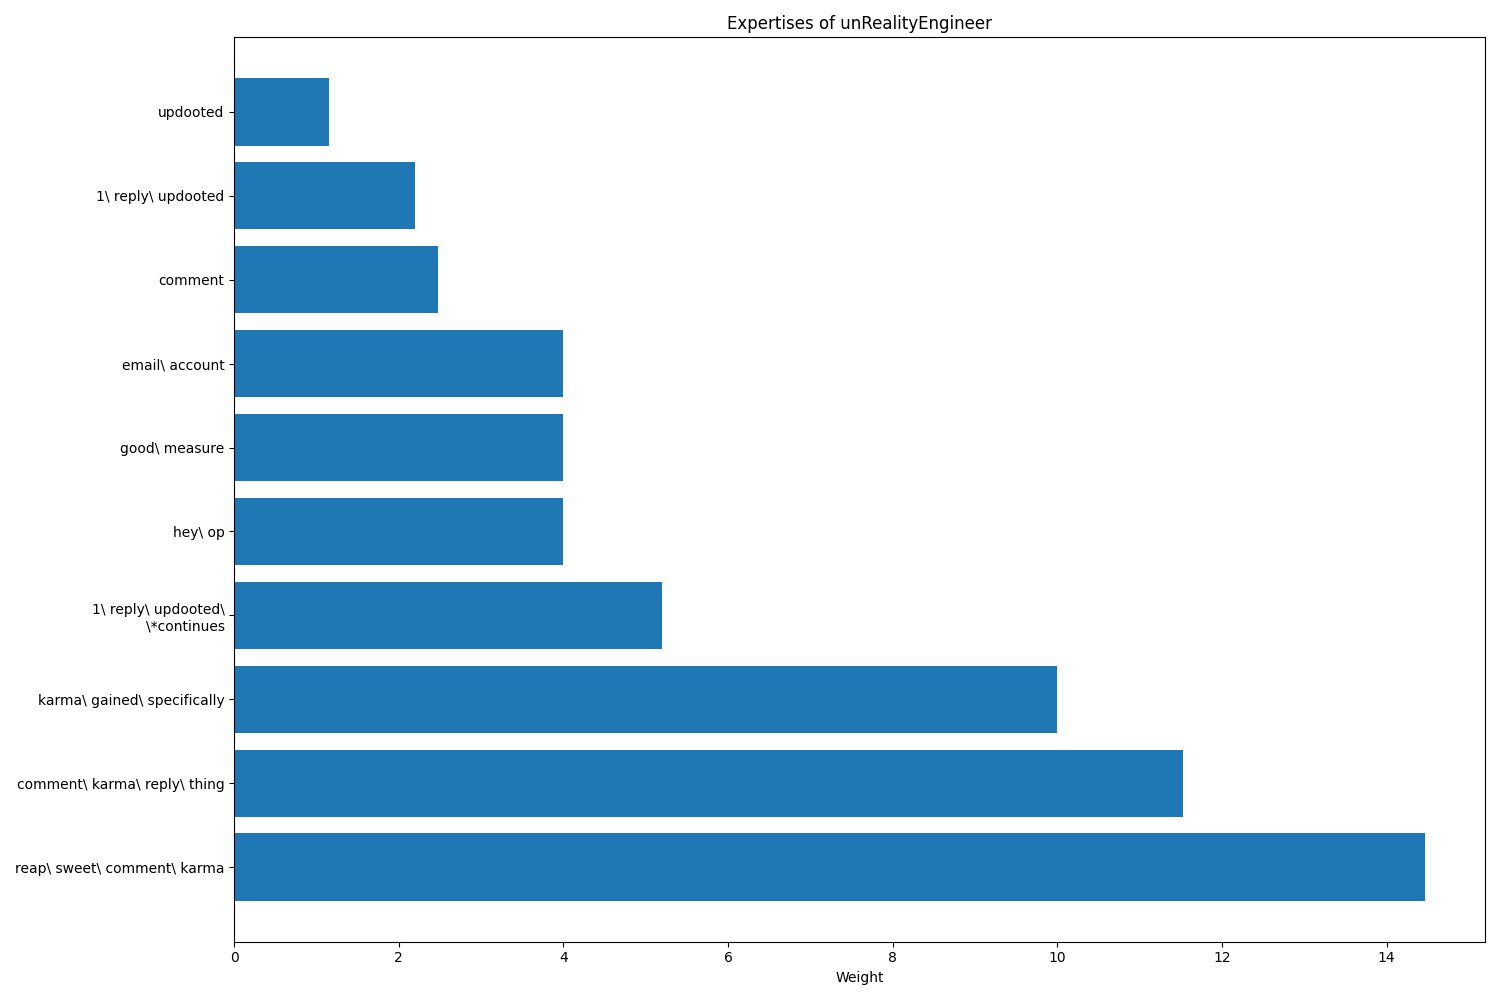 Expertises of unRealityEngineer
updooted
1\ reply\ updooted
comment
email\ account
good\ measure
hey\ op
1\ reply\ updooted\
\*continues
karma\ gained\ specifically
comment\ karma\ reply\ thing
reap\ sweet\ comment\ karma
0 2 4 6 8 10 12 14
Weight